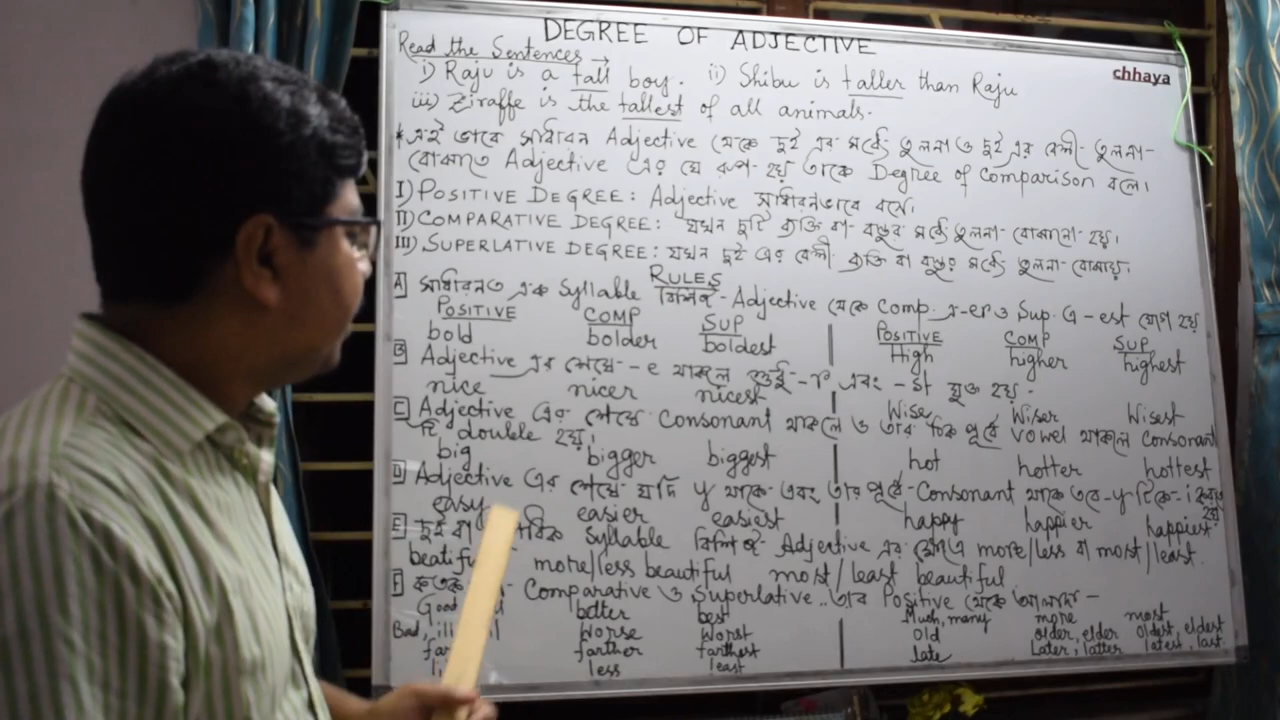 DEGREE OF ADJECTIVE
chhaya
Read the Sentences →
i) Raju is a tall boy. ii) Shibu is taller than Raju
iii) Ziraffe is the tallest of all animals.
* এই ভাবে সাধারন Adjective থেকে দুই এর মধ্যে তুলনা ও দুই এর বেশী তুলনা-
বোঝাতে Adjective এর যে রুপ হয় তাকে Degree of Comparison বলে।
I) POSITIVE DEGREE: Adjective সাধারনভাবে বসে।
II) COMPARATIVE DEGREE: যখন দুটি ব্যক্তি বা বস্তুর মধ্যে তুলনা বোঝানো হয়।
III) SUPERLATIVE DEGREE: যখন দুই এর বেশী ব্যক্তি বা বস্তুর মধ্যে তুলনা বোঝায়।
RULES
A] সাধারনত এক Syllable বিশিষ্ট Adjective থেকে Comp. এ -er ও Sup. এ -est যোগ হয়
POSITIVE COMP SUP POSITIVE COMP SUP
bold bolder boldest High higher highest
B] Adjective এর শেষে -e থাকলে শুধুই -r এবং -st যুক্ত হয়।
nice nicer nicest Wise Wiser Wisest
C] Adjective এর শেষে Consonant থাকলে ও তার ঠিক পূর্বে vowel থাকলে Consonant
টি double হয়।
big bigger biggest hot hotter hottest
D] Adjective এর শেষে যদি y থাকে এবং তার পূর্বে Consonant থাকে তবে -y টিকে i করতে
হয়
easy easier easiest happy happier happiest
E] দুই বা Syllable বিশিষ্ট Adjective এর আগে more/less বা most/least.
more/less beautiful most/least beautiful
F] Comparative ও Superlative তার Positive থেকে আলাদা -
Good better best Much, many more most
Bad, ill worse worst Old older, elder oldest, eldest
farther farthest late Later, latter latest, last
less least